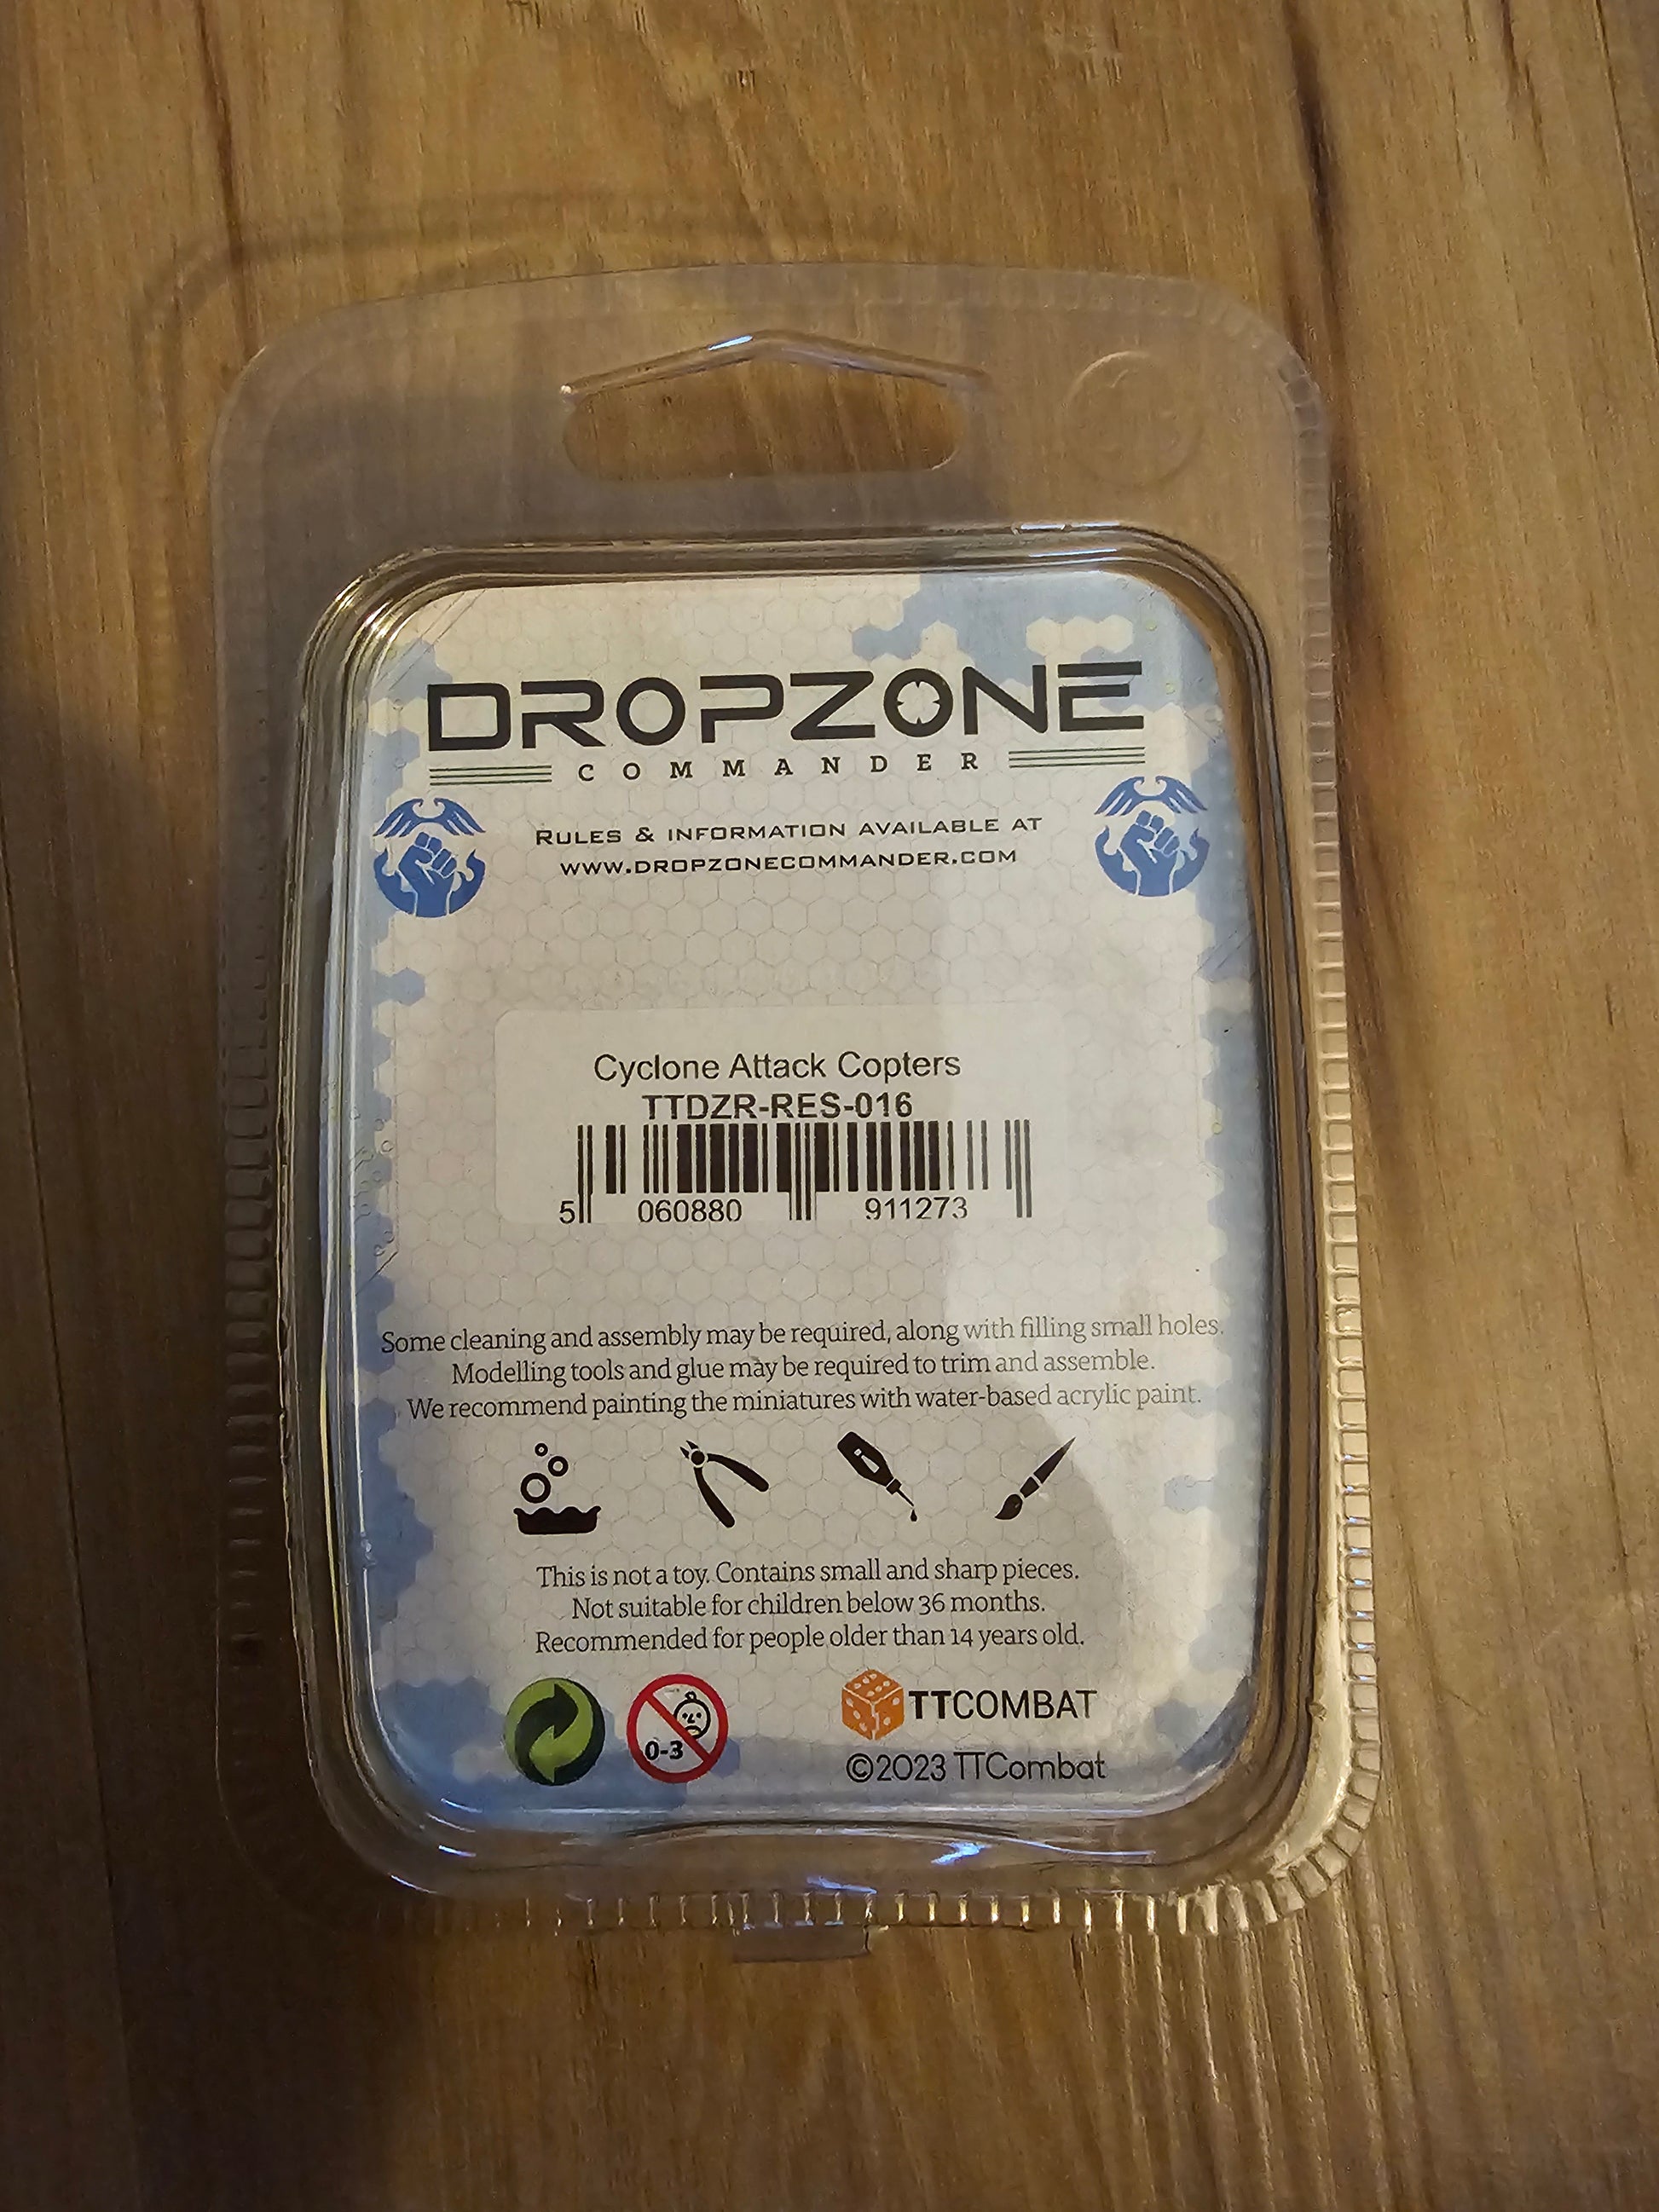 DROPZONE
COMMANDER
RULES & INFORMATION AVAILABLE AT
WWW.DROPZONECOMMANDER.COM
Cyclone Attack Copters
TTDZR-RES-016
5 060880 911273
Some cleaning and assembly may be required, along with filling small holes.
Modelling tools and glue may be required to trim and assemble.
We recommend painting the miniatures with water-based acrylic paint.
This is not a toy. Contains small and sharp pieces.
Not suitable for children below 36 months.
Recommended for people older than 14 years old.
0-3
TTCOMBAT
©2023 TTCombat